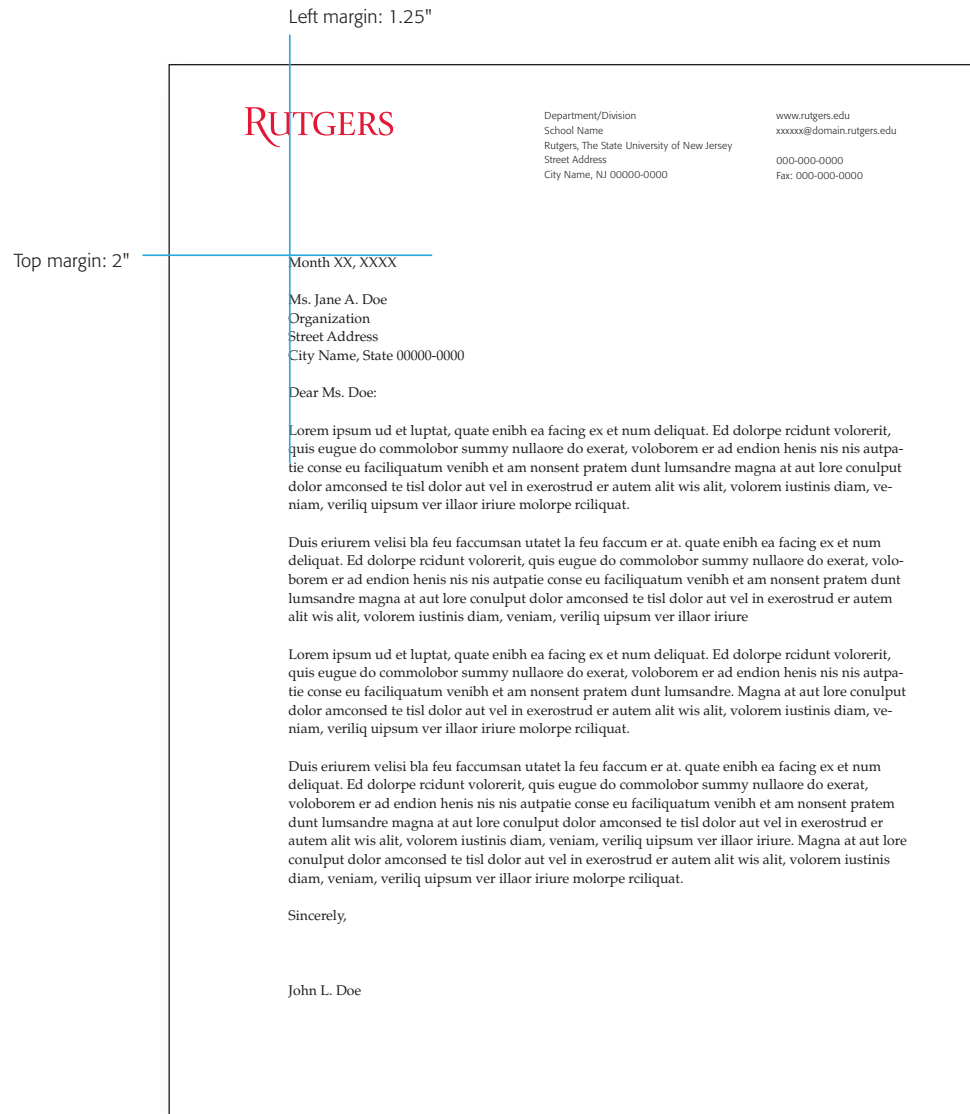 Left margin: 1.25"
RUTGERS
Department/Division
School Name
Rutgers, The State University of New Jersey
Street Address
City Name, NJ 00000-0000
www.rutgers.edu
xxxxxx@domain.rutgers.edu
000-000-0000
Fax: 000-000-0000
Top margin: 2"
Month XX, XXXX
Ms. Jane A. Doe
Organization
Street Address
City Name, State 00000-0000
Dear Ms. Doe:
Lorem ipsum ud et luptat, quate enibh ea facing ex et num deliquat. Ed dolorpe rcidunt volorerit,
quis eugue do commolobor summy nullaore do exerat, voloborem er ad endion henis nis nis autpa-
tie conse eu faciliquatum venibh et am nonsent pratem dunt lumsandre magna at aut lore conulput
dolor amconsed te tisl dolor aut vel in exerostrud er autem alit wis alit, volorem iustinis diam, ve-
niam, veriliq uipsum ver illaor iriure molorpe rciliquat.
Duis eriurem velisi bla feu faccumsan utatet la feu faccum er at. quate enibh ea facing ex et num
deliquat. Ed dolorpe rcidunt volorerit, quis eugue do commolobor summy nullaore do exerat, volo-
borem er ad endion henis nis nis autpatie conse eu faciliquatum venibh et am nonsent pratem dunt
lumsandre magna at aut lore conulput dolor amconsed te tisl dolor aut vel in exerostrud er autem
alit wis alit, volorem iustinis diam, veniam, veriliq uipsum ver illaor iriure
Lorem ipsum ud et luptat, quate enibh ea facing ex et num deliquat. Ed dolorpe rcidunt volorerit,
quis eugue do commolobor summy nullaore do exerat, voloborem er ad endion henis nis nis autpa-
tie conse eu faciliquatum venibh et am nonsent pratem dunt lumsandre. Magna at aut lore conulput
dolor amconsed te tisl dolor aut vel in exerostrud er autem alit wis alit, volorem iustinis diam, ve-
niam, veriliq uipsum ver illaor iriure molorpe rciliquat.
Duis eriurem velisi bla feu faccumsan utatet la feu faccum er at. quate enibh ea facing ex et num
deliquat. Ed dolorpe rcidunt volorerit, quis eugue do commolobor summy nullaore do exerat,
voloborem er ad endion henis nis nis autpatie conse eu faciliquatum venibh et am nonsent pratem
dunt lumsandre magna at aut lore conulput dolor amconsed te tisl dolor aut vel in exerostrud er
autem alit wis alit, volorem iustinis diam, veniam, veriliq uipsum ver illaor iriure. Magna at aut lore
conulput dolor amconsed te tisl dolor aut vel in exerostrud er autem alit wis alit, volorem iustinis
diam, veniam, veriliq uipsum ver illaor iriure molorpe rciliquat.
Sincerely,
John L. Doe